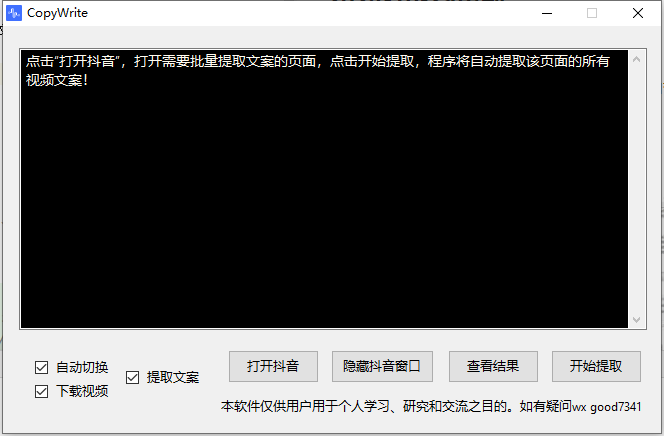 CopyWrite
点击“打开抖音”，打开需要批量提取文案的页面，点击开始提取，程序将自动提取该页面的所有
视频文案！
自动切换
下载视频
提取文案
打开抖音
隐藏抖音窗口
查看结果
开始提取
本软件仅供用户用于个人学习、研究和交流之目的。如有疑问wx good7341